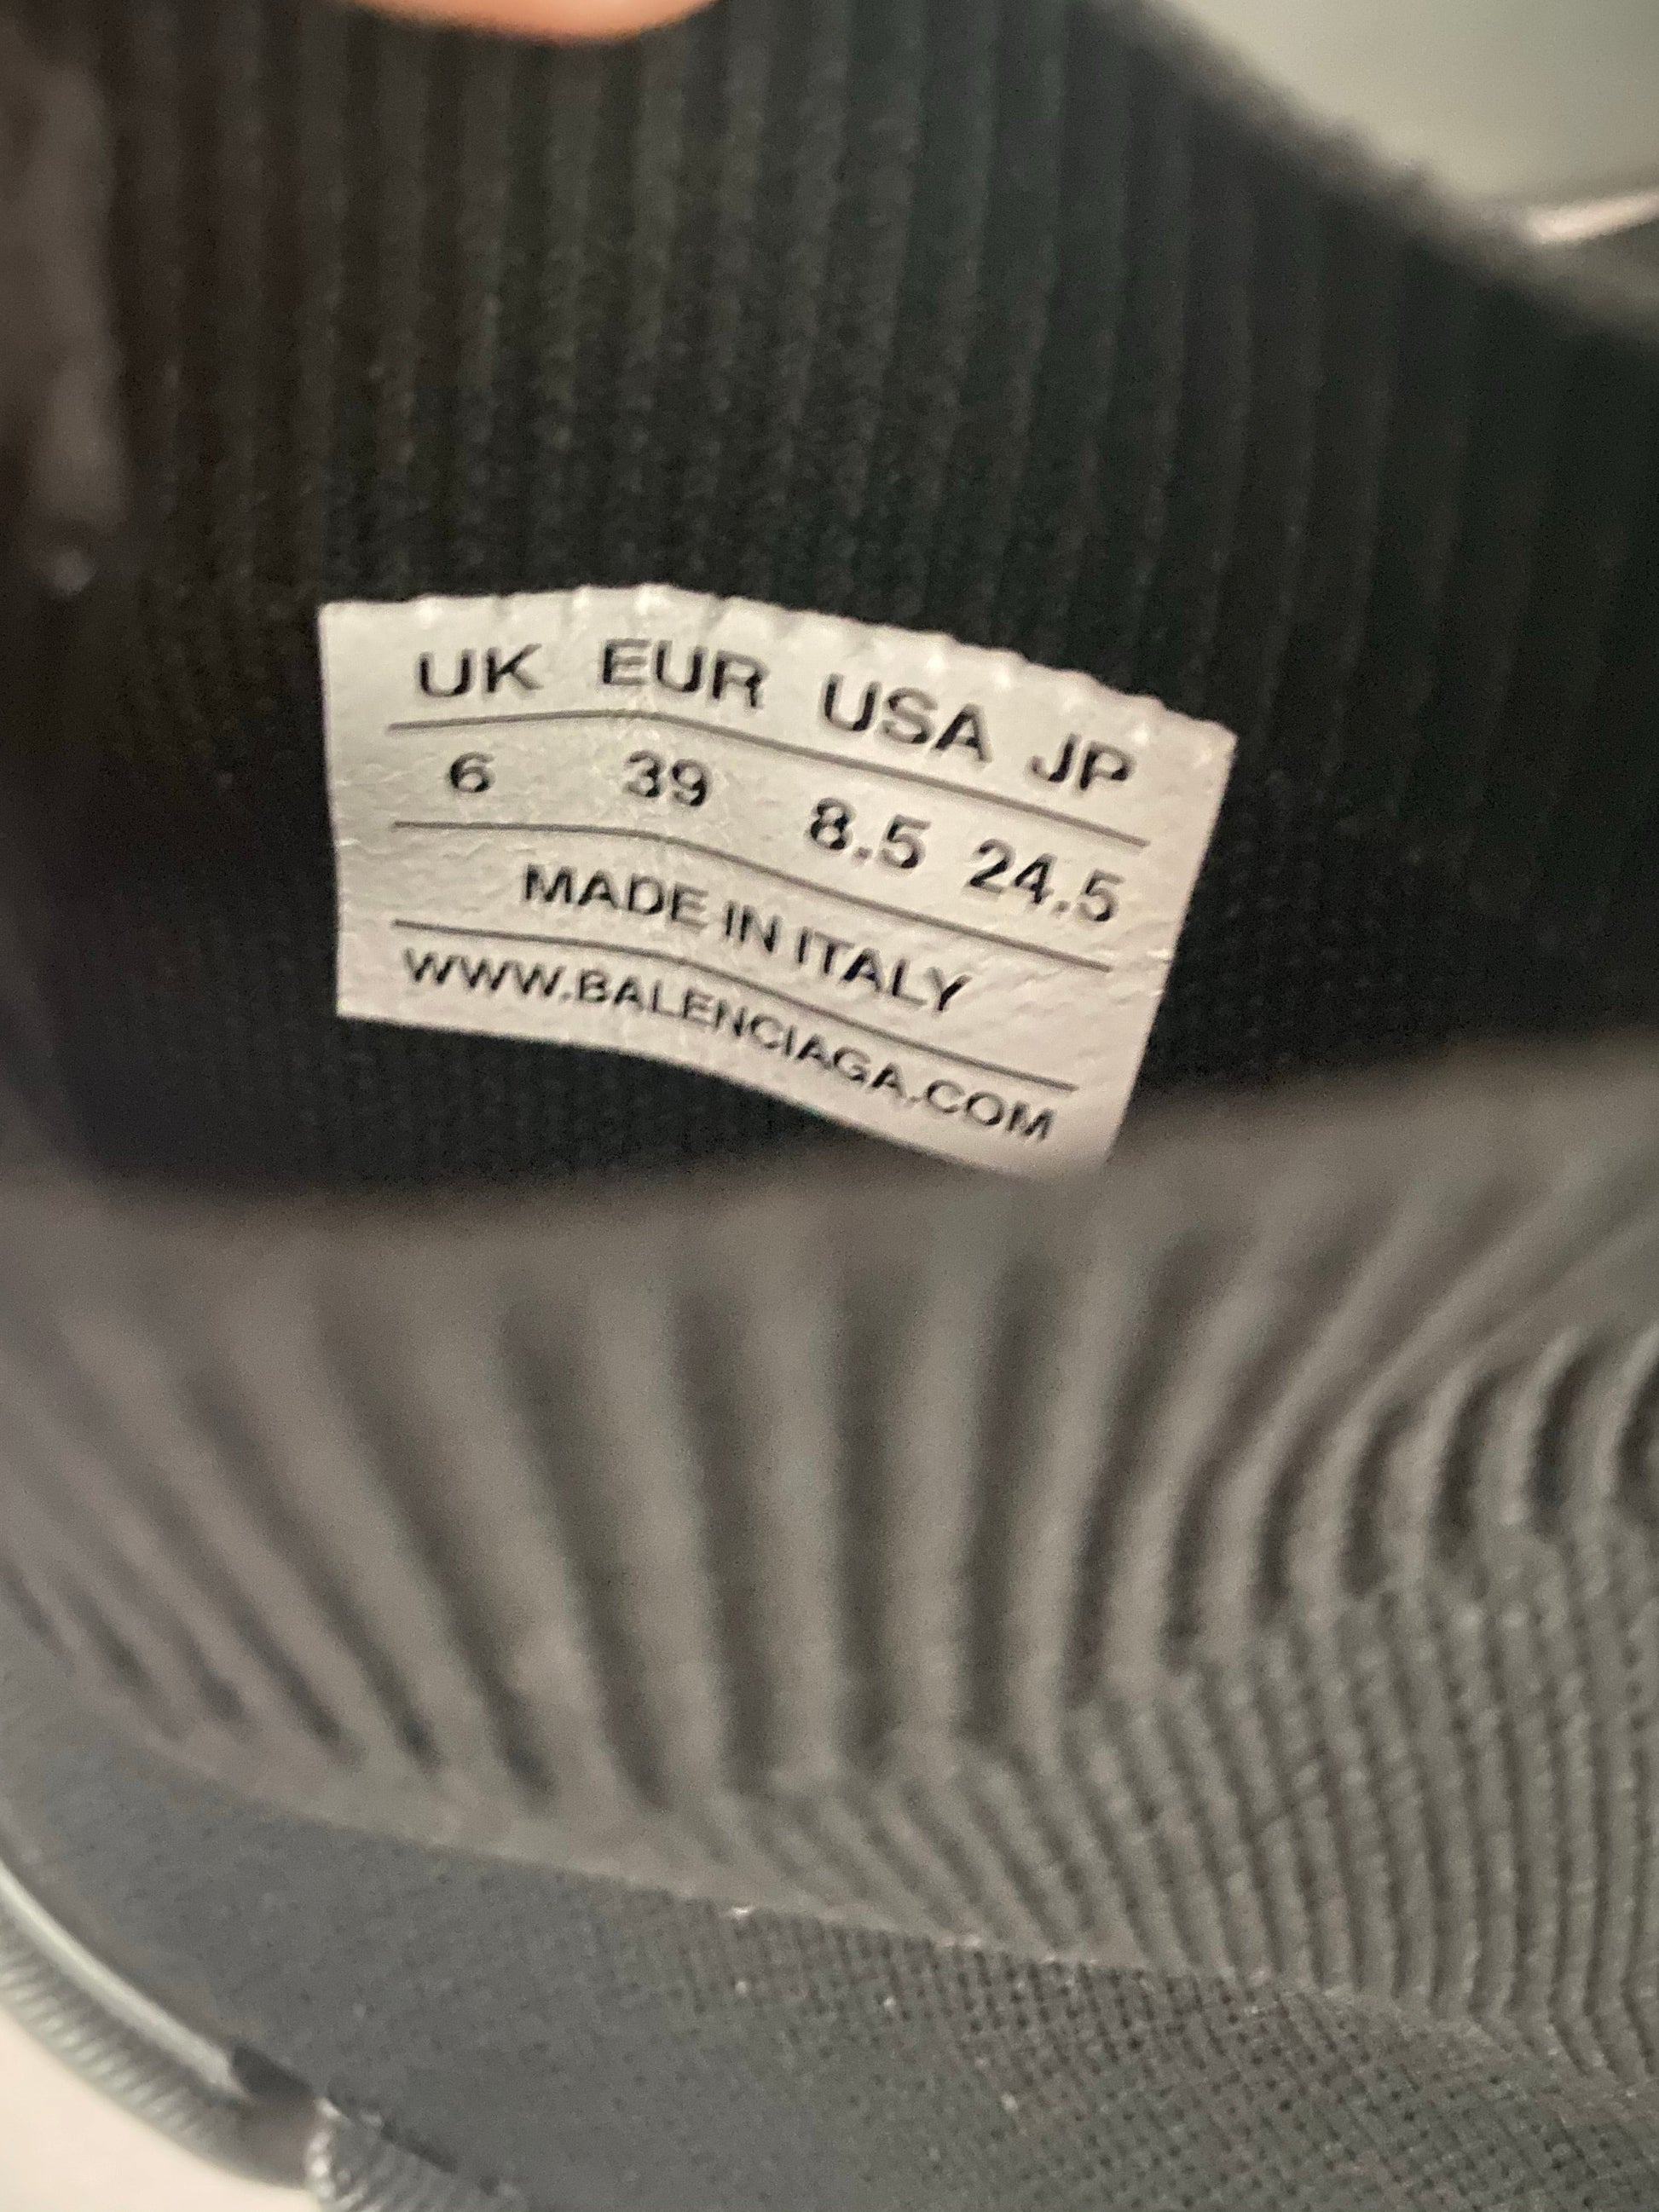 UK EUR USA JP
6 39 8.5 24.5
MADE IN ITALY
WWW.BALENCIAGA.COM